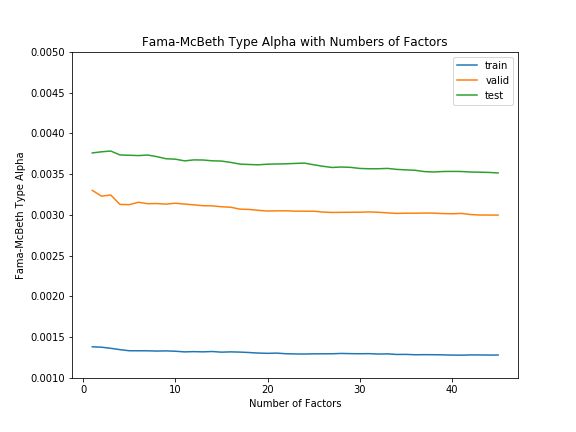 Fama-McBeth Type Alpha with Numbers of Factors
0.0050
0.0045
0.0040
0.0035
0.0030
0.0025
0.0020
0.0015
0.0010
Fama-McBeth Type Alpha
train
valid
test
0
10
20
30
40
Number of Factors